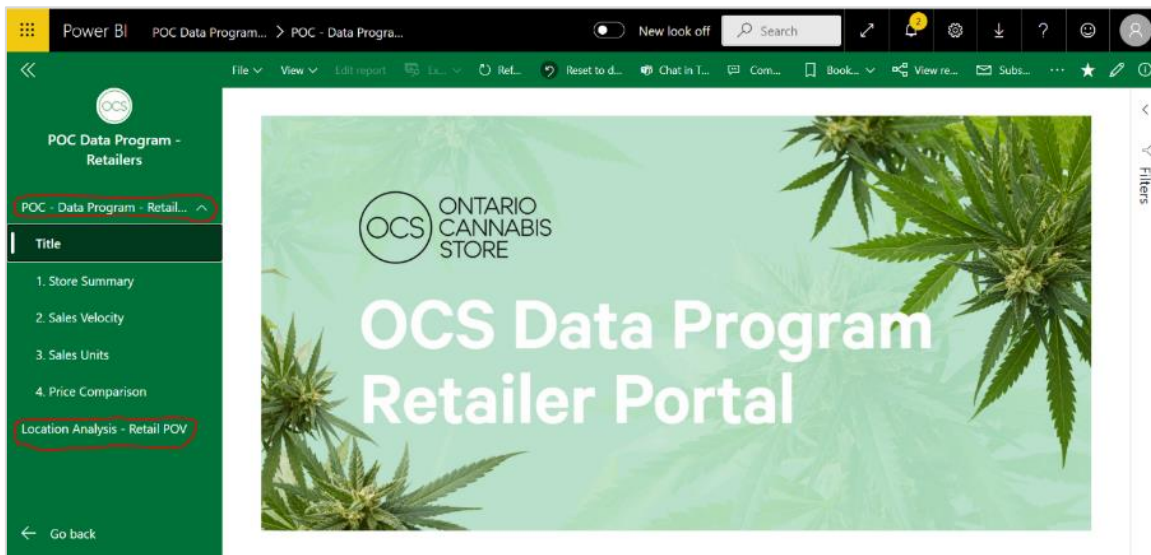 Power BI POC Data Program... > POC - Data Progra... New look off Search 2 ?
File View Edit report Ex... Ref... Reset to d... Chat in T... Com... Book... View re... Subs... ...
OCS
POC Data Program -
Retailers
POC - Data Program - Retail...
Title
1. Store Summary
2. Sales Velocity
3. Sales Units
4. Price Comparison
Location Analysis - Retail POV
Go back
OCS
ONTARIO
CANNABIS
STORE
OCS Data Program
Retailer Portal
Filters